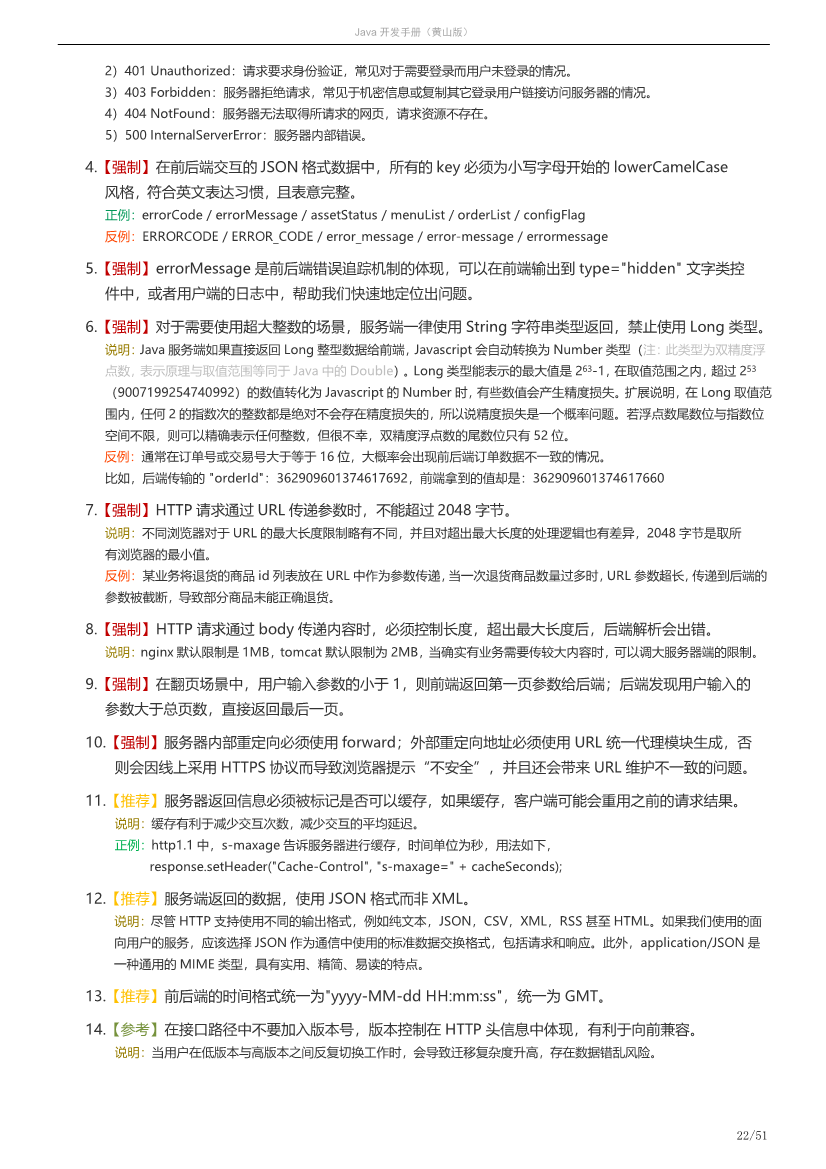 Java 开发手册（黄山版）
2）401 Unauthorized：请求要求身份验证，常见对于需要登录而用户未登录的情况。
3）403 Forbidden：服务器拒绝请求，常见于机密信息或复制其它登录用户链接访问服务器的情况。
4）404 NotFound：服务器无法取得所请求的网页，请求资源不存在。
5）500 InternalServerError：服务器内部错误。
4.【强制】在前后端交互的 JSON 格式数据中，所有的 key 必须为小写字母开始的 lowerCamelCase
风格，符合英文表达习惯，且表意完整。
正例：errorCode / errorMessage / assetStatus / menuList / orderList / configFlag
反例：ERRORCODE / ERROR_CODE / error_message / error-message / errormessage
5.【强制】errorMessage 是前后端错误追踪机制的体现，可以在前端输出到 type="hidden" 文字类控
件中，或者用户端的日志中，帮助我们快速地定位出问题。
6.【强制】对于需要使用超大整数的场景，服务端一律使用 String 字符串类型返回，禁止使用 Long 类型。
说明：Java 服务端如果直接返回 Long 整型数据给前端，Javascript 会自动转换为 Number 类型（注：此类型为双精度浮
点数，表示原理与取值范围等同于 Java 中的 Double）。Long 类型能表示的最大值是 2⁶³-1，在取值范围之内，超过 2⁵³
（9007199254740992）的数值转化为 Javascript 的 Number 时，有些数值会产生精度损失。扩展说明，在 Long 取值范
围内，任何 2 的指数次的整数都是绝对不会存在精度损失的，所以说精度损失是一个概率问题。若浮点数尾数位与指数位
空间不限，则可以精确表示任何整数，但很不幸，双精度浮点数的尾数位只有 52 位。
反例：通常在订单号或交易号大于等于 16 位，大概率会出现前后端订单数据不一致的情况。
比如，后端传输的 "orderId"：362909601374617692，前端拿到的值却是：362909601374617660
7.【强制】HTTP 请求通过 URL 传递参数时，不能超过 2048 字节。
说明：不同浏览器对于 URL 的最大长度限制略有不同，并且对超出最大长度的处理逻辑也有差异，2048 字节是取所
有浏览器的最小值。
反例：某业务将退货的商品 id 列表放在 URL 中作为参数传递，当一次退货商品数量过多时，URL 参数超长，传递到后端的
参数被截断，导致部分商品未能正确退货。
8.【强制】HTTP 请求通过 body 传递内容时，必须控制长度，超出最大长度后，后端解析会出错。
说明：nginx 默认限制是 1MB，tomcat 默认限制为 2MB，当确实有业务需要传较大内容时，可以调大服务器端的限制。
9.【强制】在翻页场景中，用户输入参数的小于 1，则前端返回第一页参数给后端；后端发现用户输入的
参数大于总页数，直接返回最后一页。
10.【强制】服务器内部重定向必须使用 forward；外部重定向地址必须使用 URL 统一代理模块生成，否
则会因线上采用 HTTPS 协议而导致浏览器提示“不安全”，并且还会带来 URL 维护不一致的问题。
11.【推荐】服务器返回信息必须被标记是否可以缓存，如果缓存，客户端可能会重用之前的请求结果。
说明：缓存有利于减少交互次数，减少交互的平均延迟。
正例：http1.1 中，s-maxage 告诉服务器进行缓存，时间单位为秒，用法如下，
response.setHeader("Cache-Control", "s-maxage=" + cacheSeconds);
12.【推荐】服务端返回的数据，使用 JSON 格式而非 XML。
说明：尽管 HTTP 支持使用不同的输出格式，例如纯文本，JSON，CSV，XML，RSS 甚至 HTML。如果我们使用的面
向用户的服务，应该选择 JSON 作为通信中使用的标准数据交换格式，包括请求和响应。此外，application/JSON 是
一种通用的 MIME 类型，具有实用、精简、易读的特点。
13.【推荐】前后端的时间格式统一为"yyyy-MM-dd HH:mm:ss"，统一为 GMT。
14.【参考】在接口路径中不要加入版本号，版本控制在 HTTP 头信息中体现，有利于向前兼容。
说明：当用户在低版本与高版本之间反复切换工作时，会导致迁移复杂度升高，存在数据错乱风险。
22/51